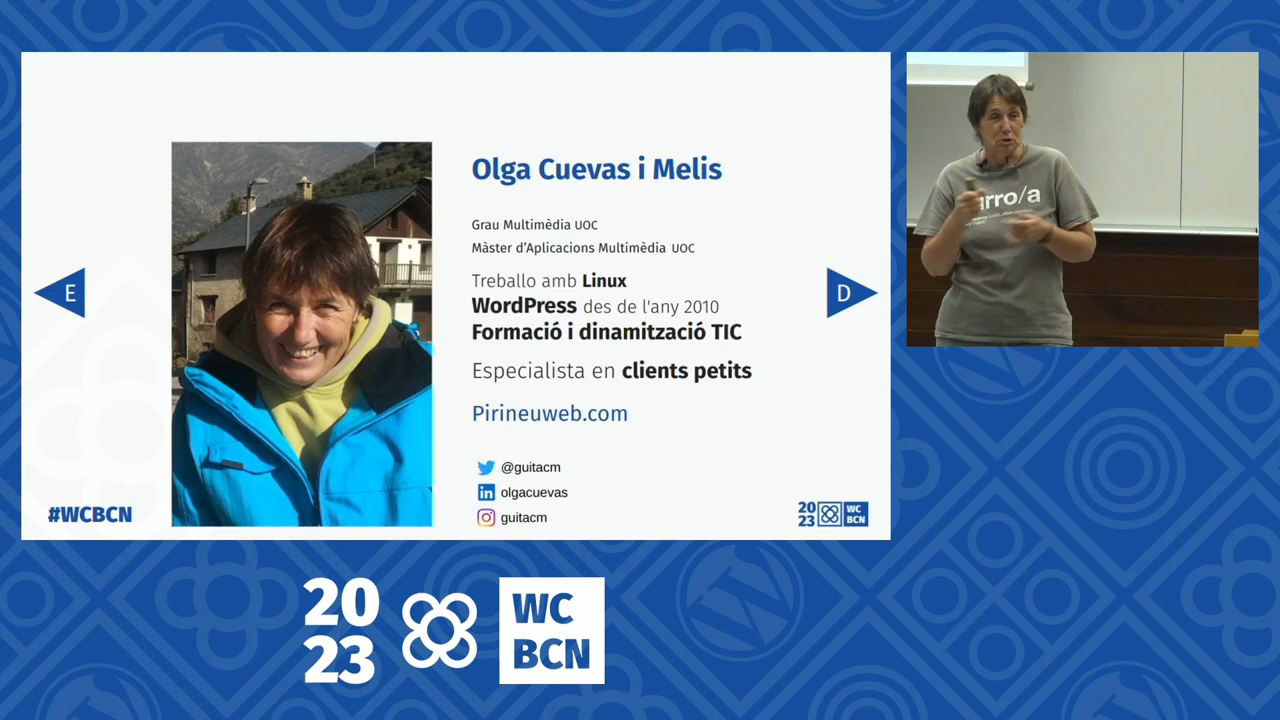 Olga Cuevas i Melis
Grau Multimèdia UOC
Màster d'Aplicacions Multimèdia UOC
Treballo amb Linux
WordPress des de l'any 2010
Formació i dinamització TIC
Especialista en clients petits
Pirineuweb.com
@guitacm
olgacuevas
guitacm
E
D
#WCBCN
20
23
WC
BCN
rro/a
20
23
WC
BCN